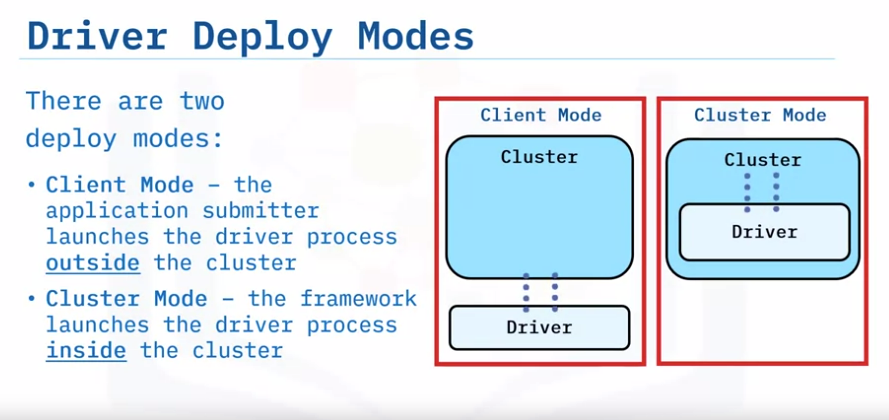 Driver Deploy Modes
There are two
deploy modes:
• Client Mode – the
application submitter
launches the driver process
outside the cluster
• Cluster Mode – the framework
launches the driver process
inside the cluster
Client Mode
Cluster
Driver
Cluster Mode
Cluster
Driver